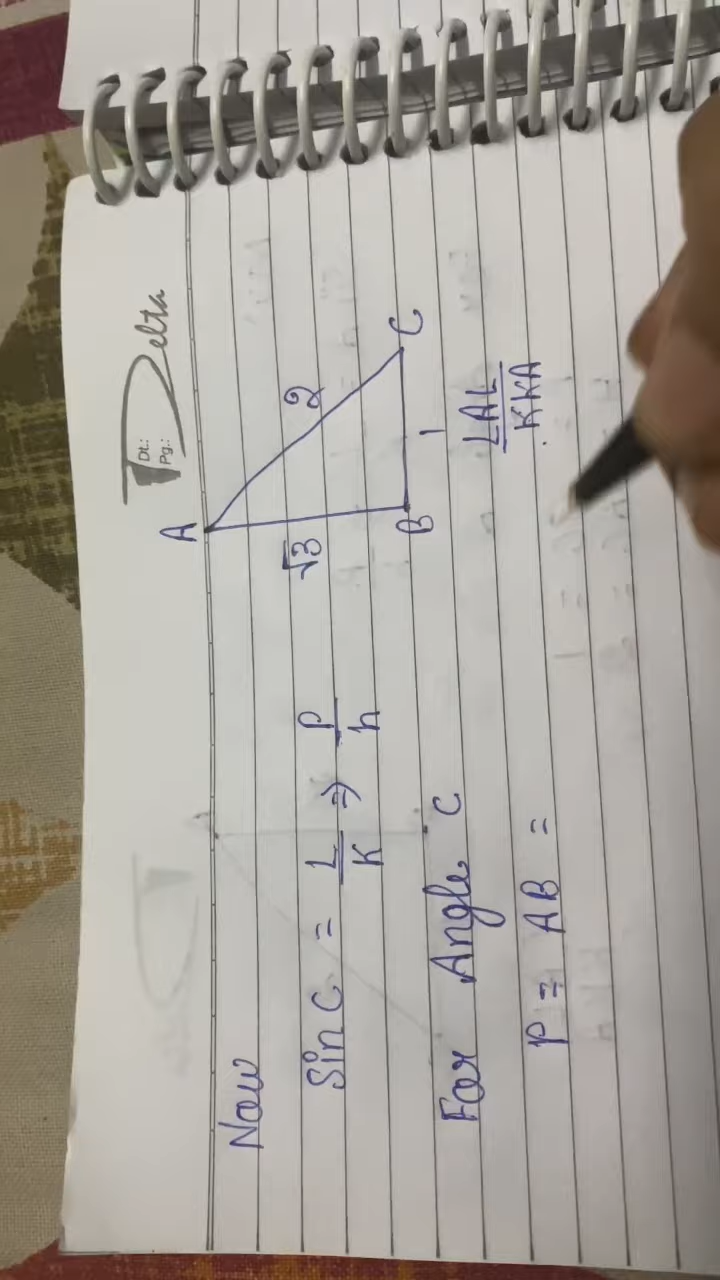 Delta
Dt.:
Pg.:
A
√3
2
B
1
C
LAL
KKA
Now
Sin C = L/K ⇒ P/h
For Angle C
P = AB =